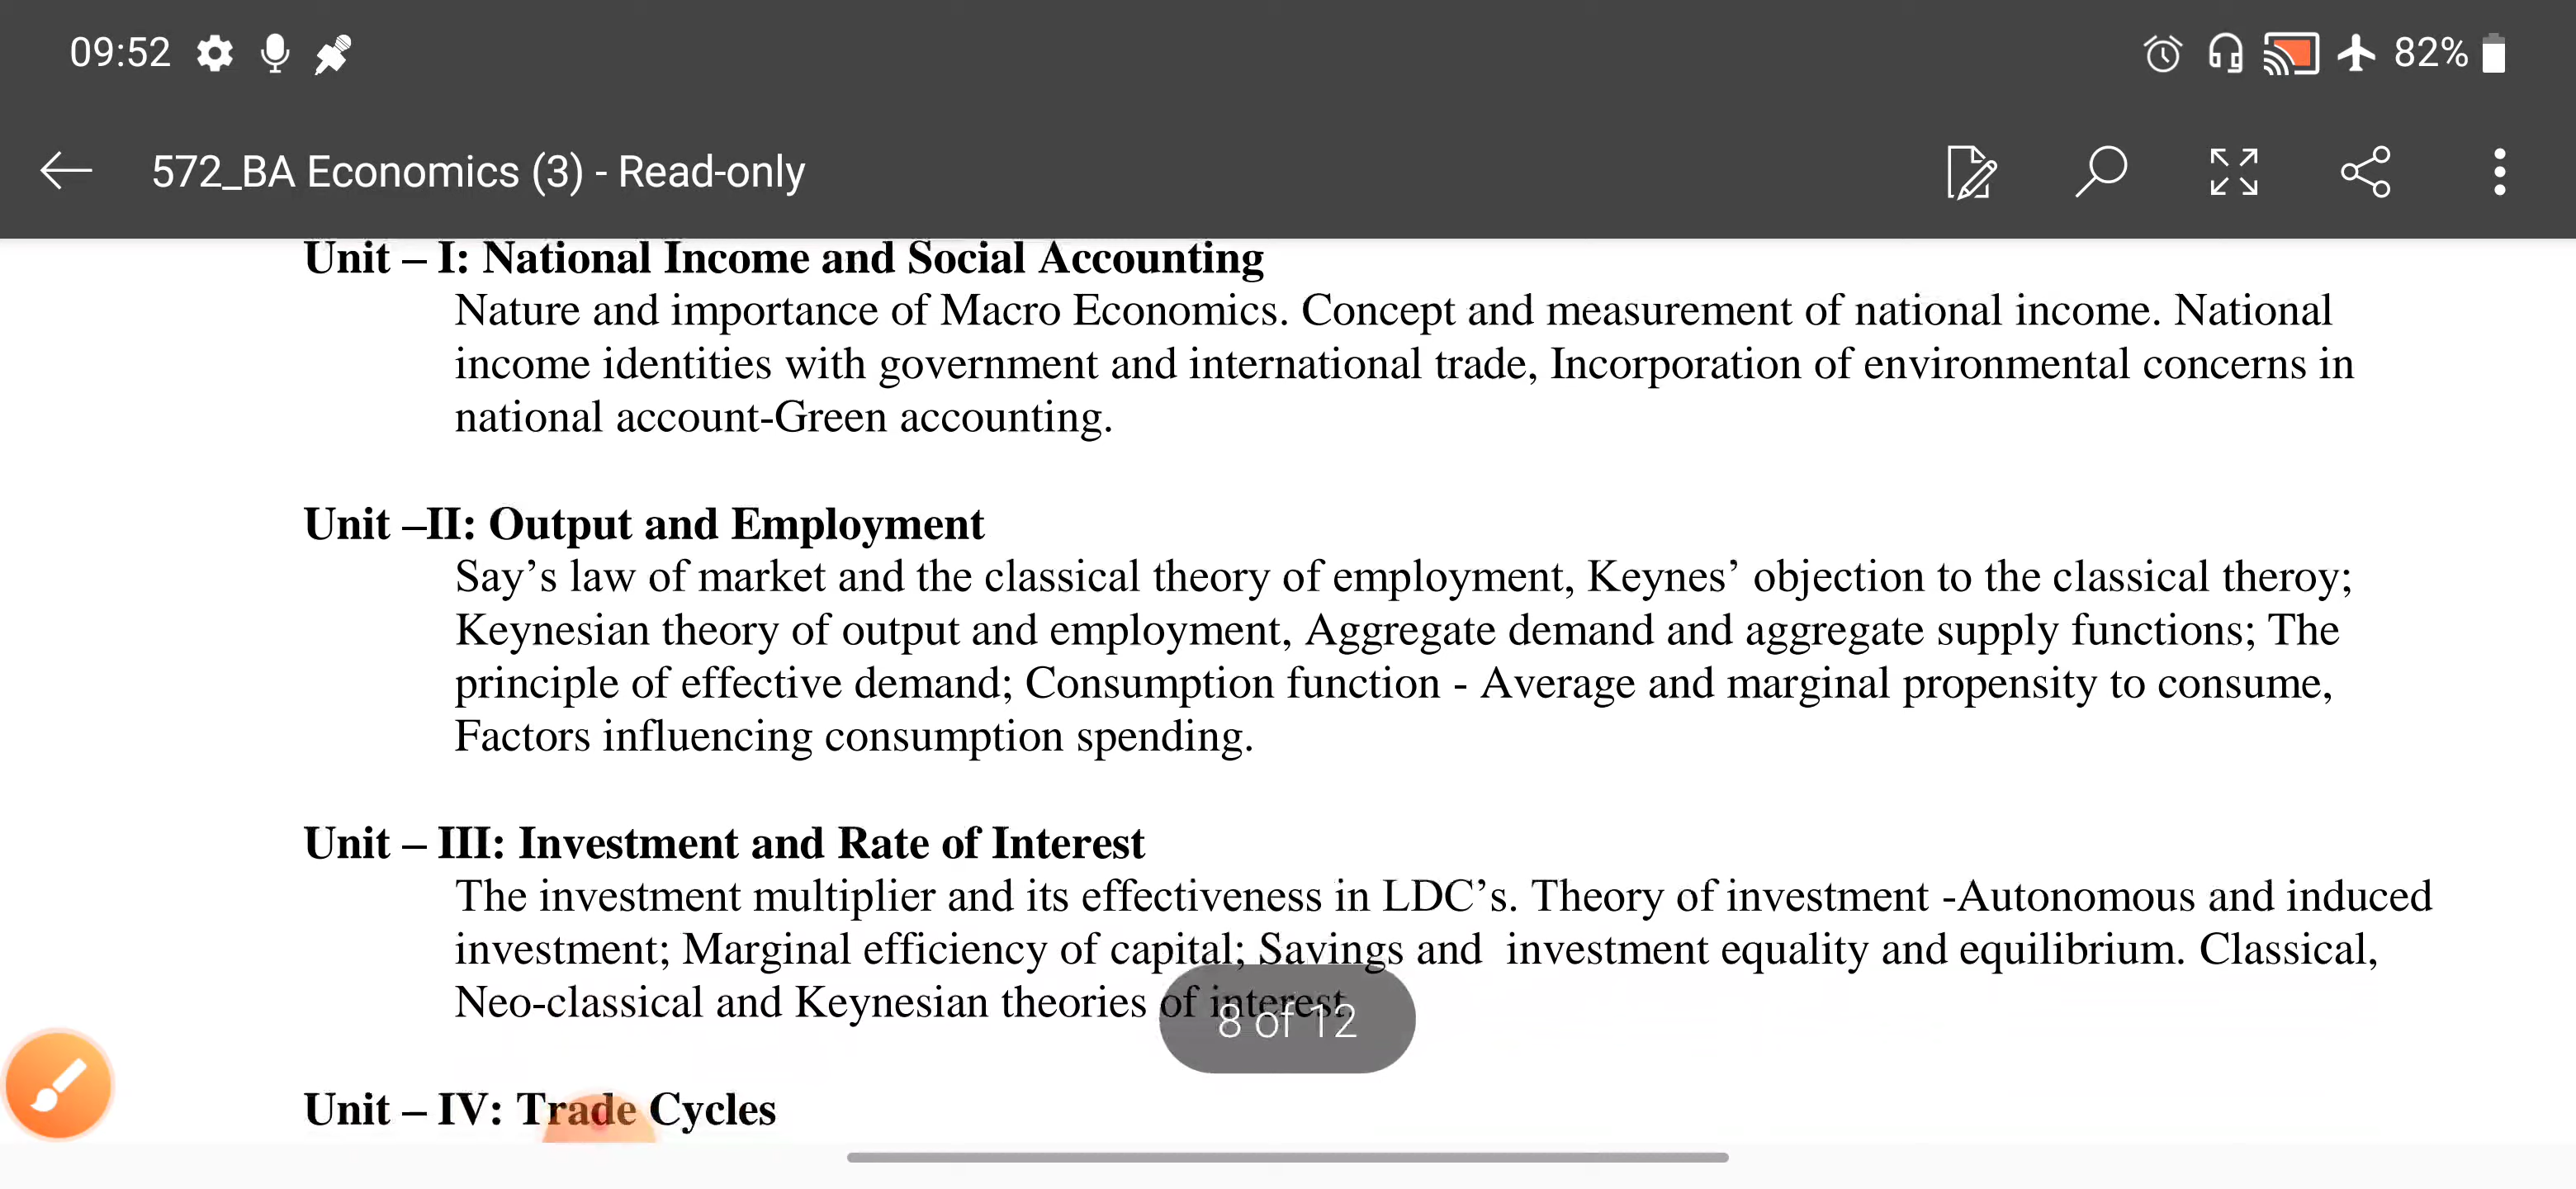 09:52
82%
572_BA Economics (3) - Read-only
Unit – I: National Income and Social Accounting
Nature and importance of Macro Economics. Concept and measurement of national income. National
income identities with government and international trade, Incorporation of environmental concerns in
national account-Green accounting.
Unit –II: Output and Employment
Say’s law of market and the classical theory of employment, Keynes’ objection to the classical theroy;
Keynesian theory of output and employment, Aggregate demand and aggregate supply functions; The
principle of effective demand; Consumption function - Average and marginal propensity to consume,
Factors influencing consumption spending.
Unit – III: Investment and Rate of Interest
The investment multiplier and its effectiveness in LDC’s. Theory of investment -Autonomous and induced
investment; Marginal efficiency of capital; Savings and  investment equality and equilibrium. Classical,
Neo-classical and Keynesian theories of interest.
8 of 12
Unit – IV: Trade Cycles